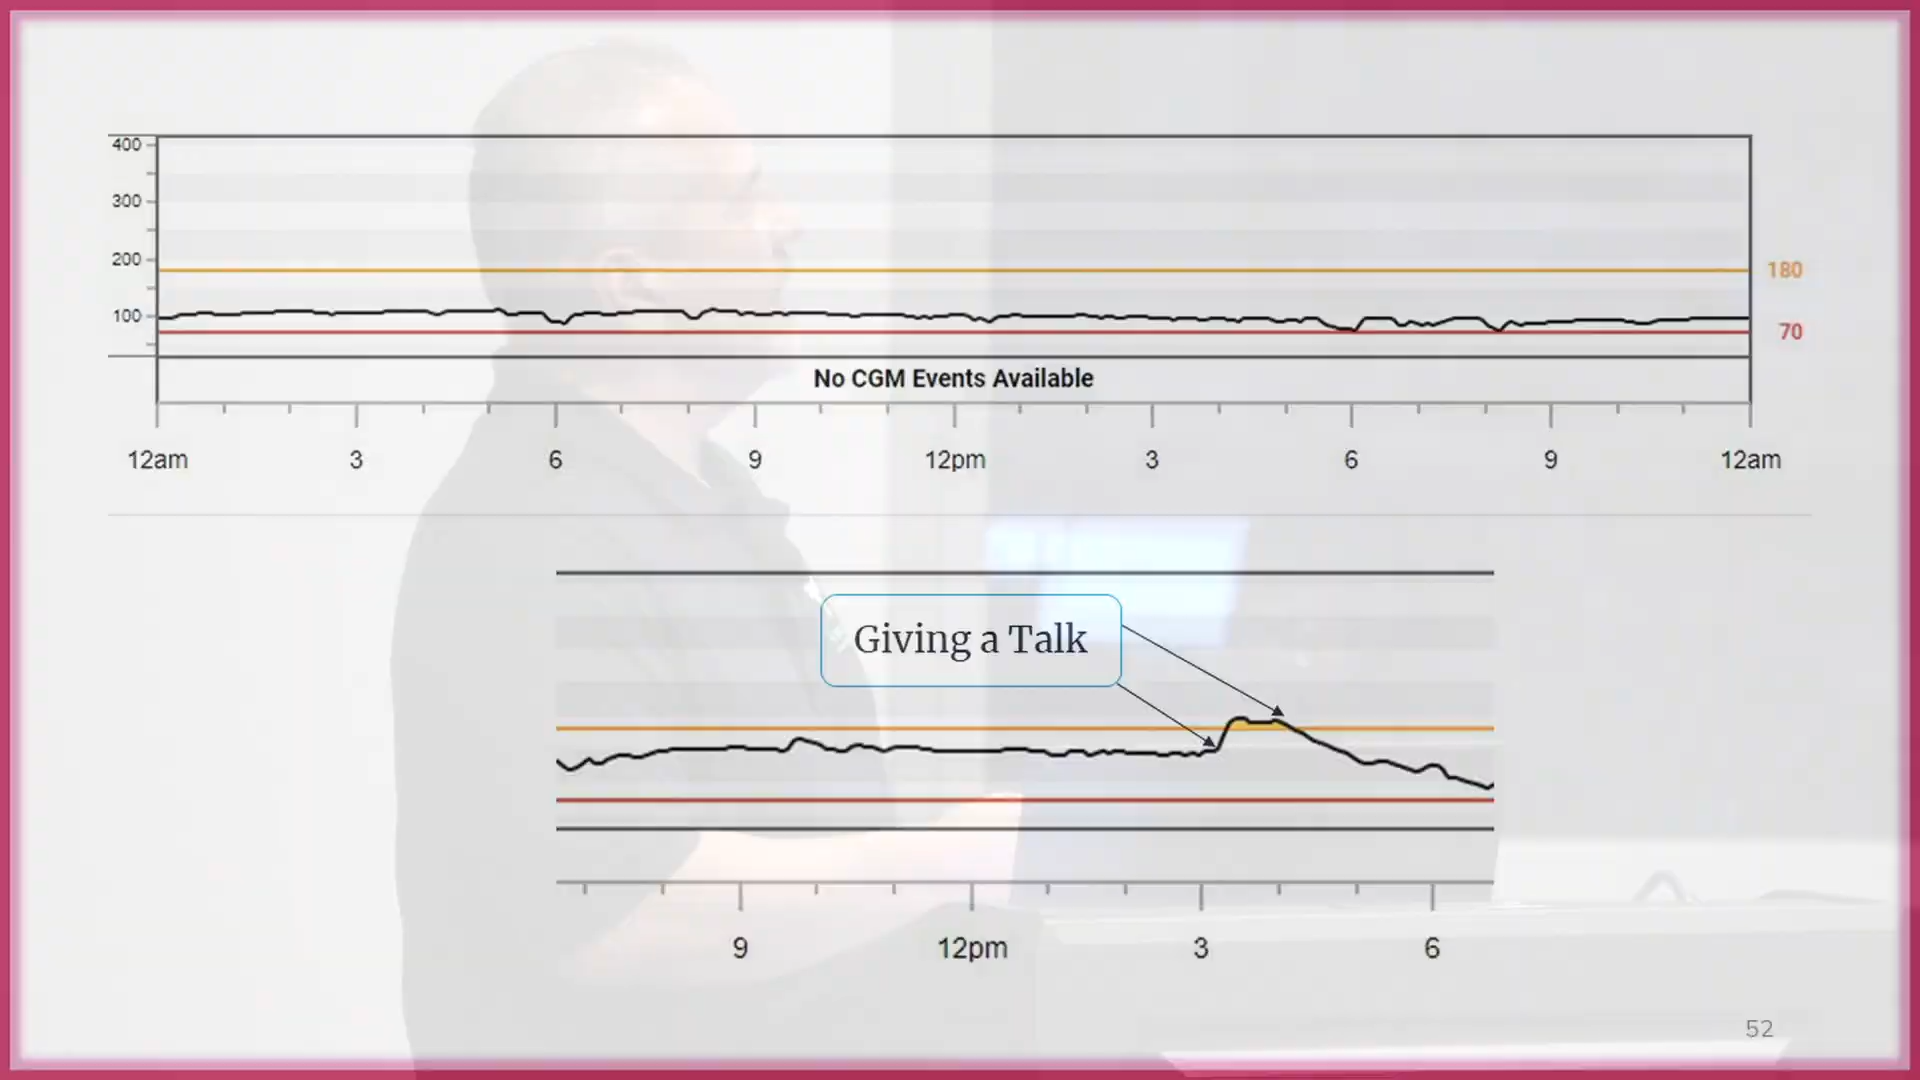 400
300
200
180
100
70
No CGM Events Available
12am 3 6 9 12pm 3 6 9 12am
Giving a Talk
9 12pm 3 6
52